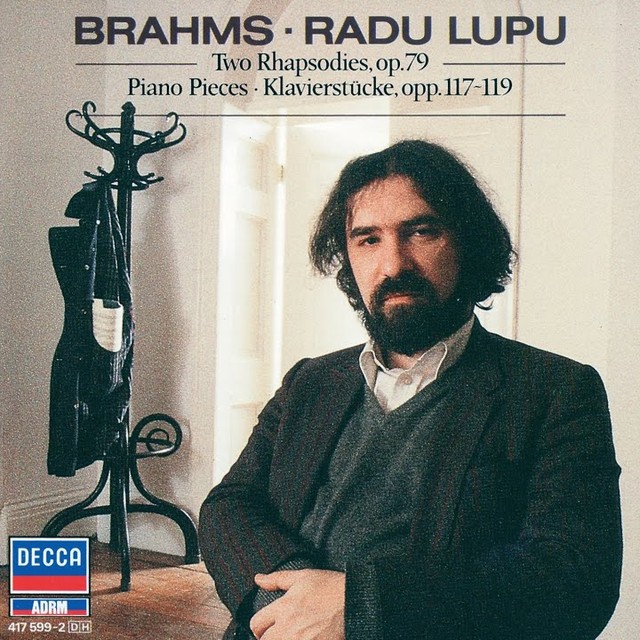 BRAHMS · RADU LUPU
Two Rhapsodies, op.79
Piano Pieces · Klavierstücke, opp.117-119
DECCA
ADRM
417 599-2 DH